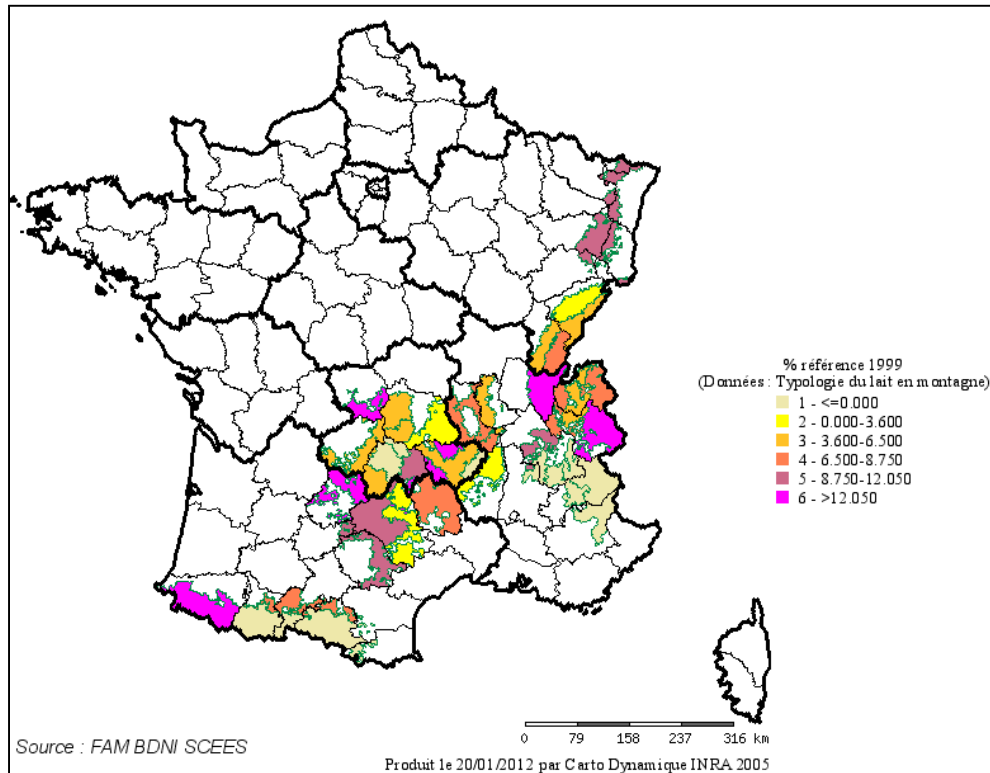 % référence 1999
(Données : Typologie du lait en montagne)
1 - <=0.000
2 - 0.000-3.600
3 - 3.600-6.500
4 - 6.500-8.750
5 - 8.750-12.050
6 - >12.050
0 79 158 237 316 km
Source : FAM BDNI SCEES
Produit le 20/01/2012 par Carto Dynamique INRA 2005